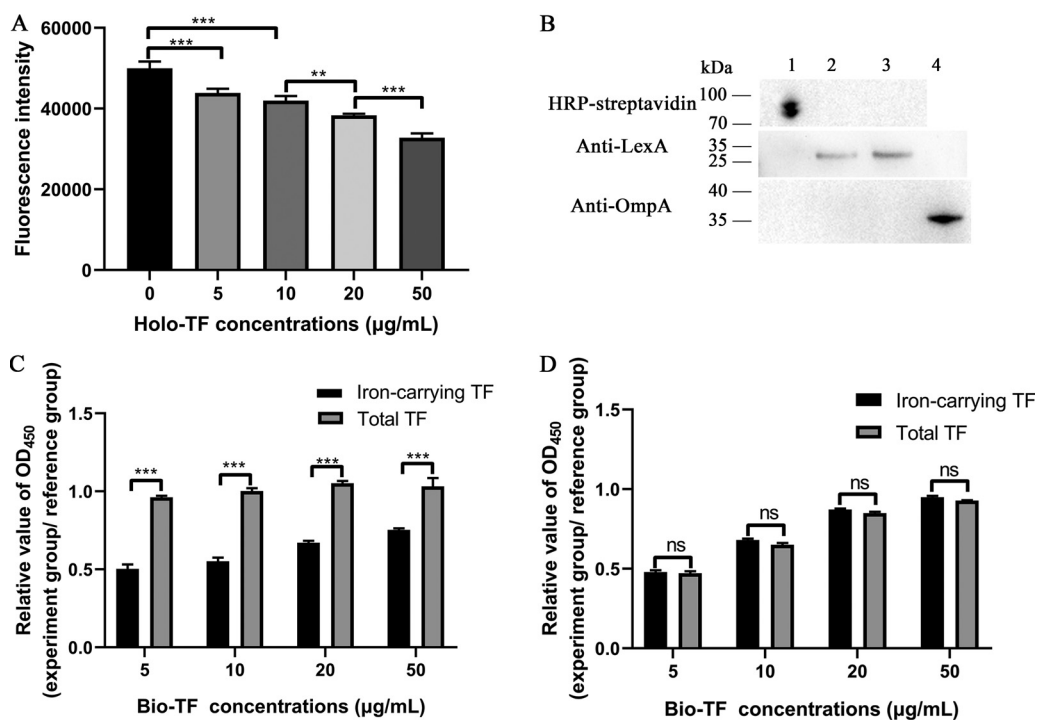 A
60000
40000
20000
0
Fluorescence intensity
***
***
**
***
0 5 10 20 50
Holo-TF concentrations (μg/mL)
B
kDa 1 2 3 4
HRP-streptavidin
100
70
Anti-LexA
35
25
Anti-OmpA
40
35
C
Iron-carrying TF
Total TF
Relative value of OD450
(experiment group/ reference group)
1.5
1.0
0.5
0.0
*** *** *** ***
5 10 20 50
Bio-TF concentrations (μg/mL)
D
Iron-carrying TF
Total TF
Relative value of OD450
(experiment group/ reference group)
1.5
1.0
0.5
0.0
ns ns ns ns
5 10 20 50
Bio-TF concentrations (μg/mL)